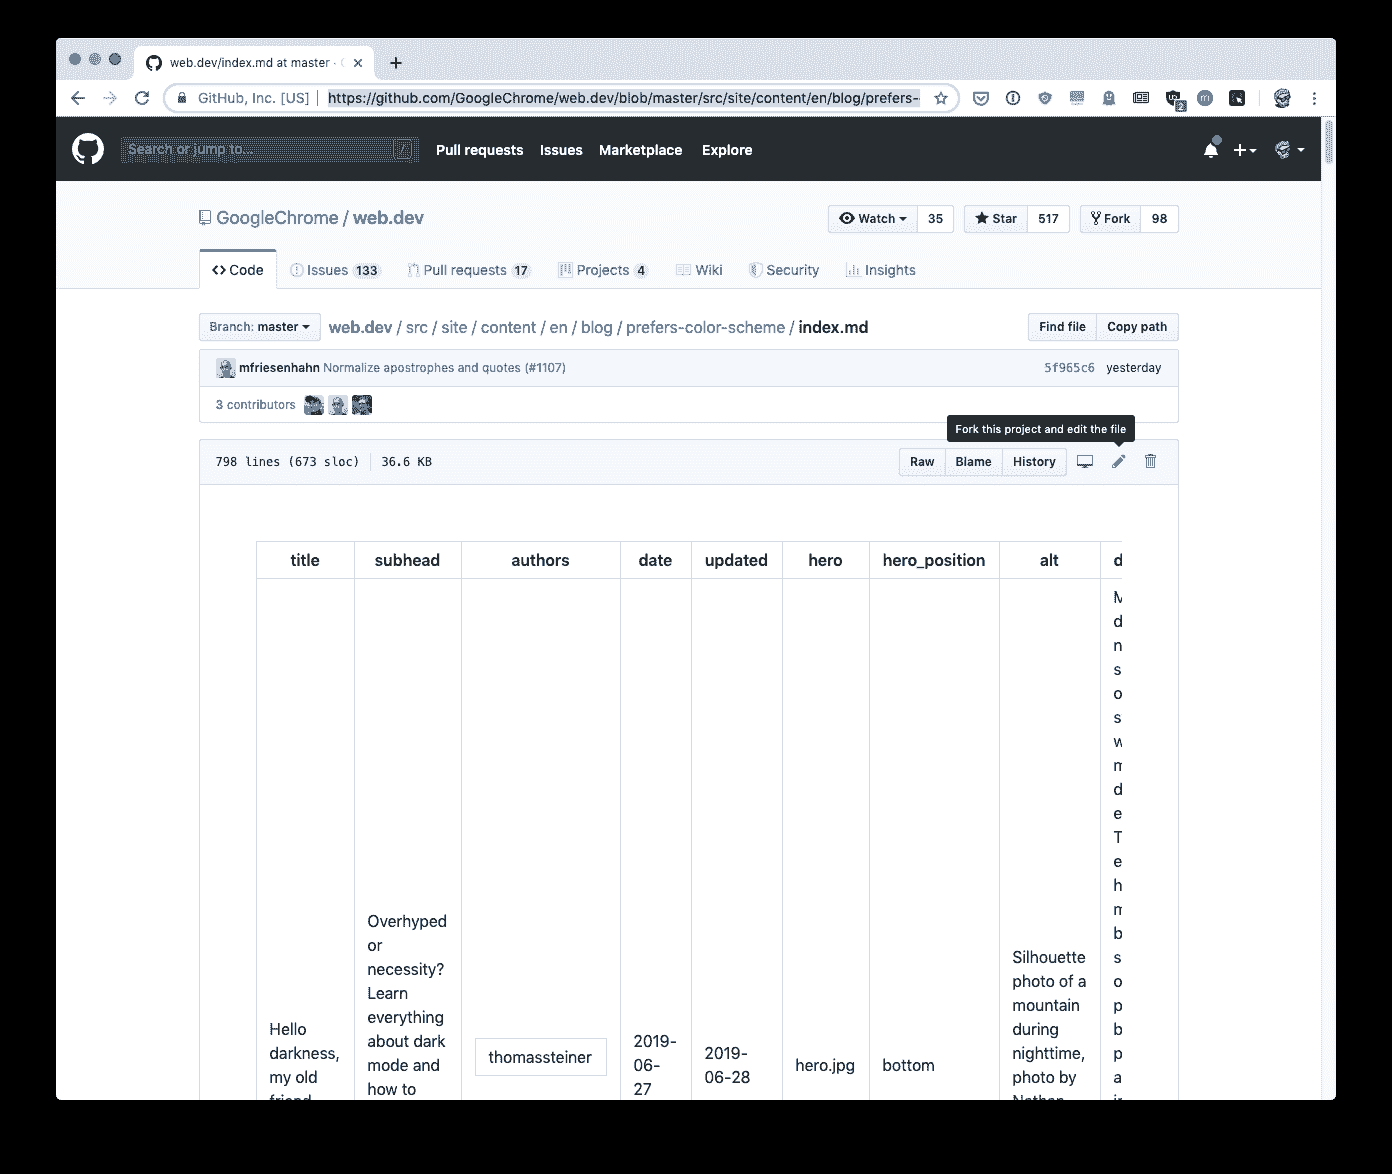 web.dev/index.md at master ·
GitHub, Inc. [US] https://github.com/GoogleChrome/web.dev/blob/master/src/site/content/en/blog/prefers-
2
m
Search or jump to... /
Pull requests Issues Marketplace Explore
GoogleChrome / web.dev
Watch 35 Star 517 Fork 98
Code Issues 133 Pull requests 17 Projects 4 Wiki Security Insights
Branch: master web.dev / src / site / content / en / blog / prefers-color-scheme / index.md Find file Copy path
mfriesenhahn Normalize apostrophes and quotes (#1107) 5f965c6 yesterday
3 contributors
Fork this project and edit the file
798 lines (673 sloc) 36.6 KB Raw Blame History
title subhead authors date updated hero hero_position alt d
M
d
n
s
o
s
w
m
d
e
T
e
h
m
b
s
o
p
b
p
a
Hello
darkness,
my old
friend
Overhyped
or
necessity?
Learn
everything
about dark
mode and
how to
thomassteiner
2019-
06-
27
2019-
06-28
hero.jpg
bottom
Silhouette
photo of a
mountain
during
nighttime,
photo by
Nathan